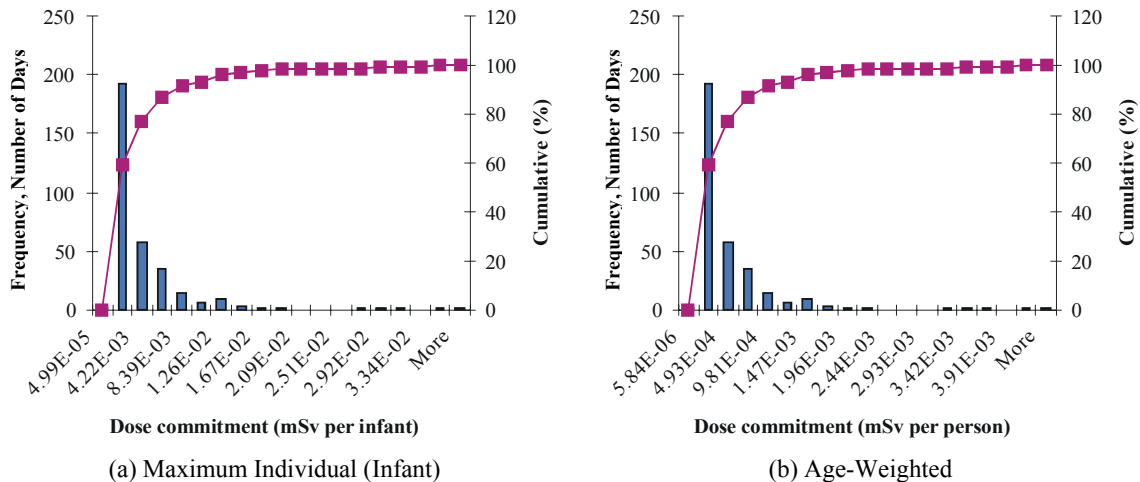 250
200
150
100
50
0
Frequency, Number of Days
120
100
80
60
40
20
0
Cumulative (%)
4.99E-05
4.22E-03
8.39E-03
1.26E-02
1.67E-02
2.09E-02
2.51E-02
2.92E-02
3.34E-02
More
Dose commitment (mSv per infant)
(a) Maximum Individual (Infant)
250
200
150
100
50
0
Frequency, Number of Days
120
100
80
60
40
20
0
Cumulative (%)
5.84E-06
4.93E-04
9.81E-04
1.47E-03
1.96E-03
2.44E-03
2.93E-03
3.42E-03
3.91E-03
More
Dose commitment (mSv per person)
(b) Age-Weighted